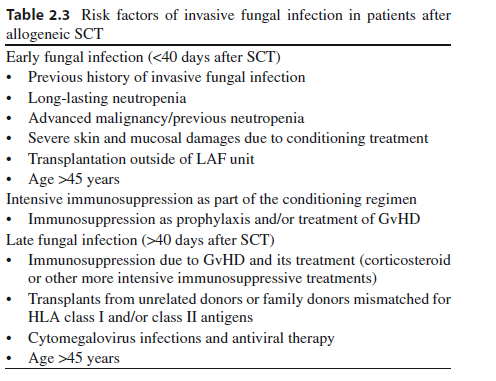 Table 2.3 Risk factors of invasive fungal infection in patients after
allogeneic SCT
Early fungal infection (<40 days after SCT)
• Previous history of invasive fungal infection
• Long-lasting neutropenia
• Advanced malignancy/previous neutropenia
• Severe skin and mucosal damages due to conditioning treatment
• Transplantation outside of LAF unit
• Age >45 years
Intensive immunosuppression as part of the conditioning regimen
• Immunosuppression as prophylaxis and/or treatment of GvHD
Late fungal infection (>40 days after SCT)
• Immunosuppression due to GvHD and its treatment (corticosteroid
or other more intensive immunosuppressive treatments)
• Transplants from unrelated donors or family donors mismatched for
HLA class I and/or class II antigens
• Cytomegalovirus infections and antiviral therapy
• Age >45 years